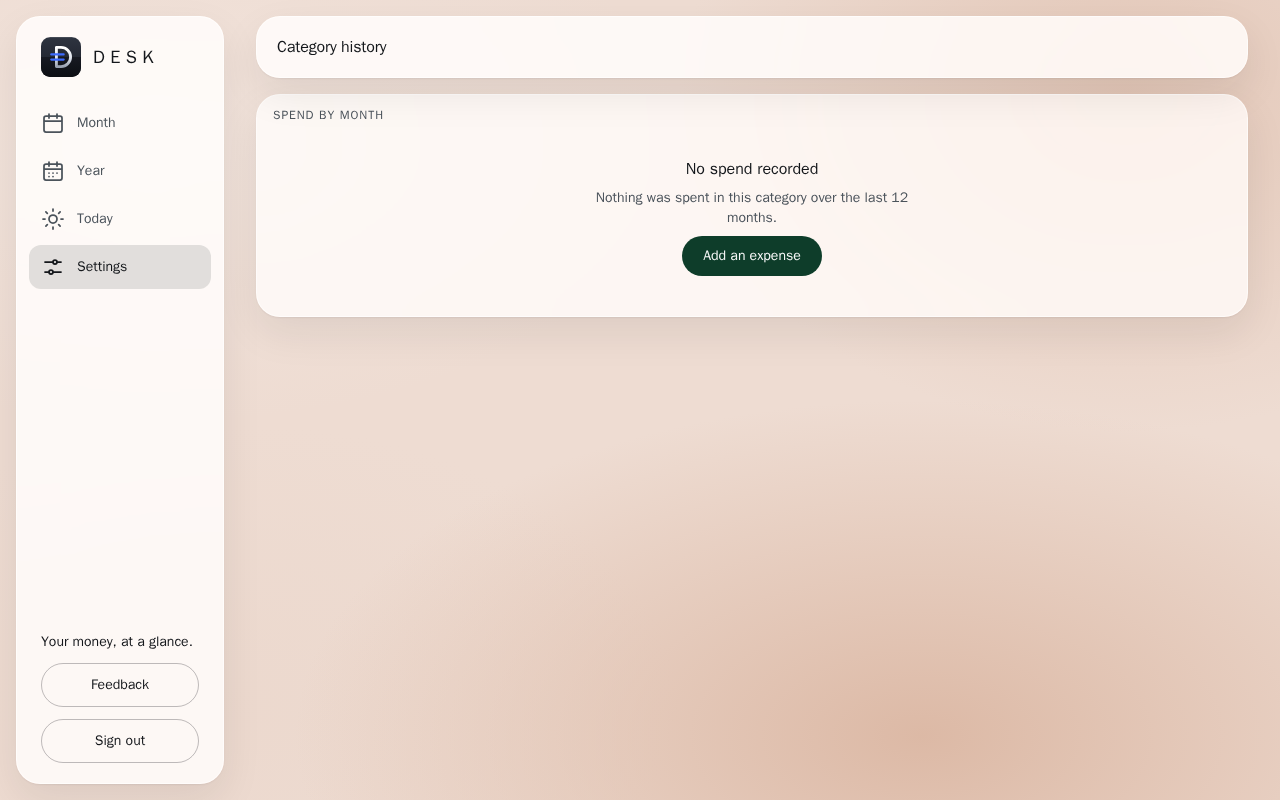 DESK
Month
Year
Today
Settings
Your money, at a glance.
Feedback
Sign out
Category history
SPEND BY MONTH
No spend recorded
Nothing was spent in this category over the last 12
months.
Add an expense